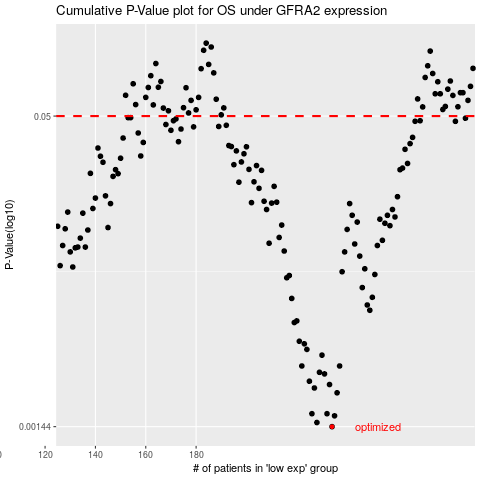 Cumulative P-Value plot for OS under GFRA2 expression
P-Value(log10)
0.05
0.00144
optimized
0 120 140 160 180
# of patients in 'low exp' group